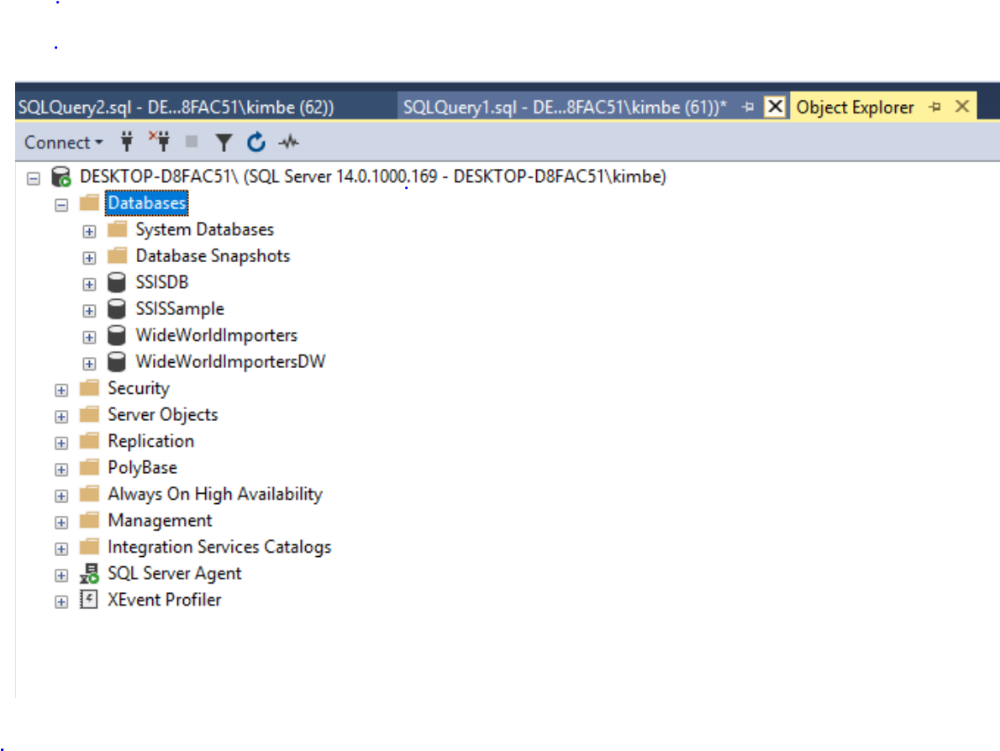 SQLQuery2.sql - DE...8FAC51\kimbe (62)) SQLQuery1.sql - DE...8FAC51\kimbe (61))* Object Explorer
Connect
DESKTOP-D8FAC51\ (SQL Server 14.0.1000.169 - DESKTOP-D8FAC51\kimbe)
Databases
System Databases
Database Snapshots
SSISDB
SSISSample
WideWorldImporters
WideWorldImportersDW
Security
Server Objects
Replication
PolyBase
Always On High Availability
Management
Integration Services Catalogs
SQL Server Agent
XEvent Profiler